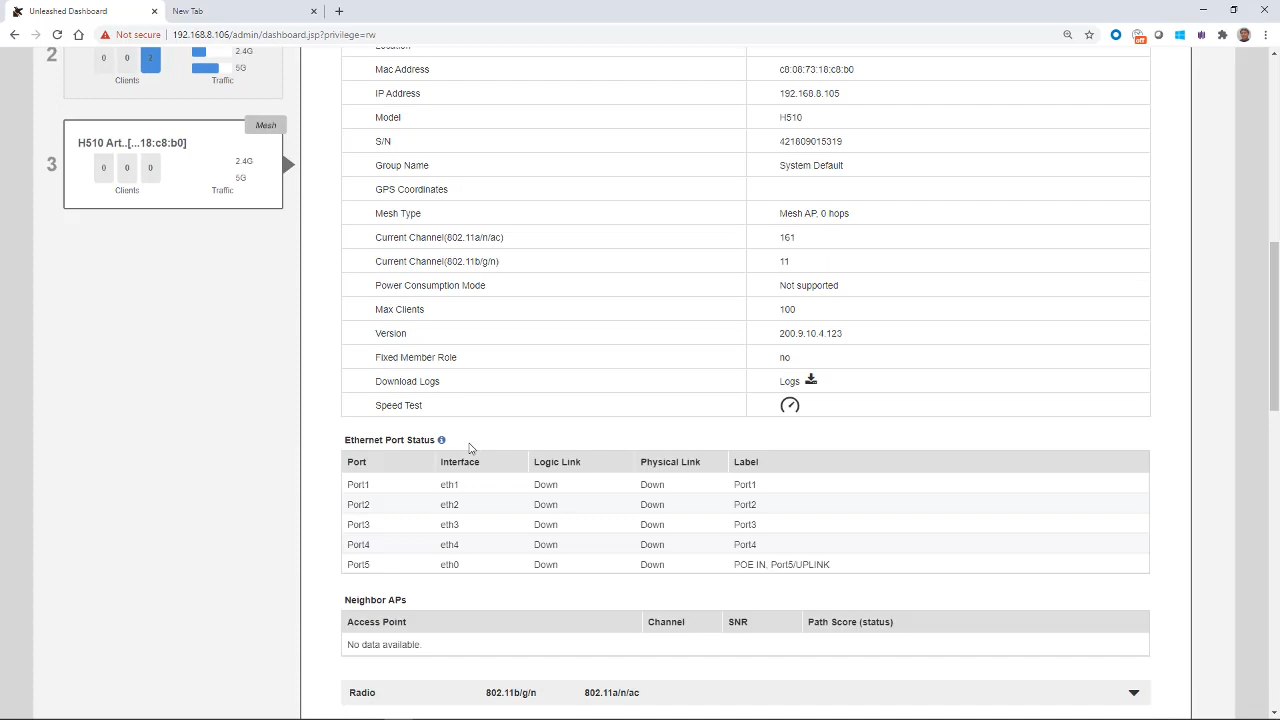 Unleashed Dashboard
New Tab
Not secure 192.168.8.106/admin/dashboard.jsp?privilege=rw
off
2
0 0 2
2.4G
5G
Clients Traffic
Mesh
H510 Art..[...18:c8:b0]
3
0 0 0
2.4G
5G
Clients Traffic
Location
Mac Address c8:08:73:18:c8:b0
IP Address 192.168.8.105
Model H510
S/N 421809015319
Group Name System Default
GPS Coordinates
Mesh Type Mesh AP, 0 hops
Current Channel(802.11a/n/ac) 161
Current Channel(802.11b/g/n) 11
Power Consumption Mode Not supported
Max Clients 100
Version 200.9.10.4.123
Fixed Member Role no
Download Logs Logs
Speed Test
Ethernet Port Status
Port Interface Logic Link Physical Link Label
Port1 eth1 Down Down Port1
Port2 eth2 Down Down Port2
Port3 eth3 Down Down Port3
Port4 eth4 Down Down Port4
Port5 eth0 Down Down POE IN, Port5/UPLINK
Neighbor APs
Access Point Channel SNR Path Score (status)
No data available.
Radio 802.11b/g/n 802.11a/n/ac